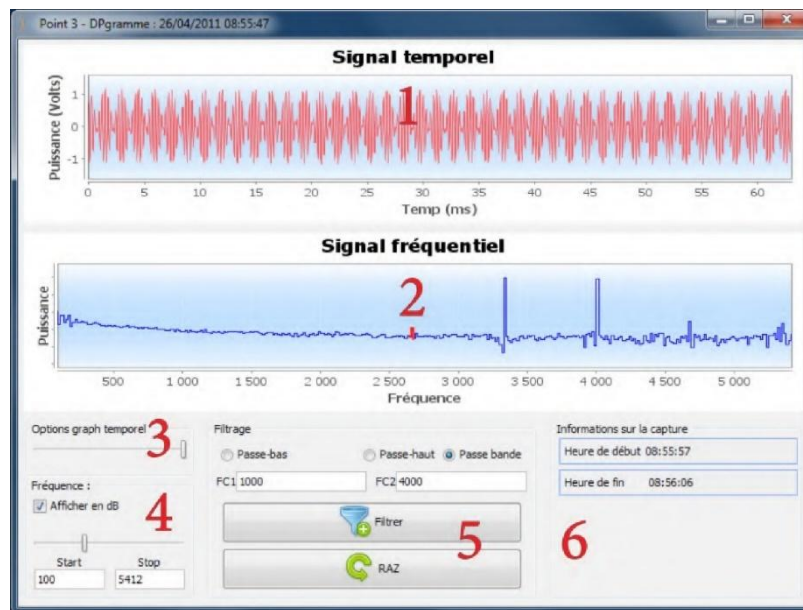 Point 3 - DPgramme : 26/04/2011 08:55:47
Signal temporel
1
Puissance (Volts)
1
0
-1
0 5 10 15 20 25 30 35 40 45 50 55 60
Temp (ms)
Signal fréquentiel
2
Puissance
500 1 000 1 500 2 000 2 500 3 000 3 500 4 000 4 500 5 000
Fréquence
Options graph temporel
3
Fréquence :
Afficher en dB
4
Start Stop
100 5412
Filtrage
Passe-bas Passe-haut Passe bande
FC1 1000 FC2 4000
Filtrer
5
RAZ
Informations sur la capture
Heure de début 08:55:57
Heure de fin 08:56:06
6